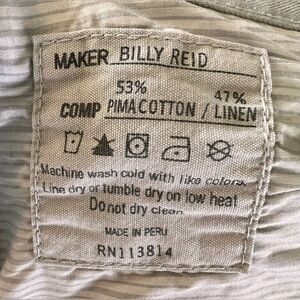 MAKER BILLY REID
53% 47%
COMP PIMA COTTON / LINEN
Machine wash cold with like colors.
Line dry or tumble dry on low heat
Do not dry clean.
MADE IN PERU
RN113814